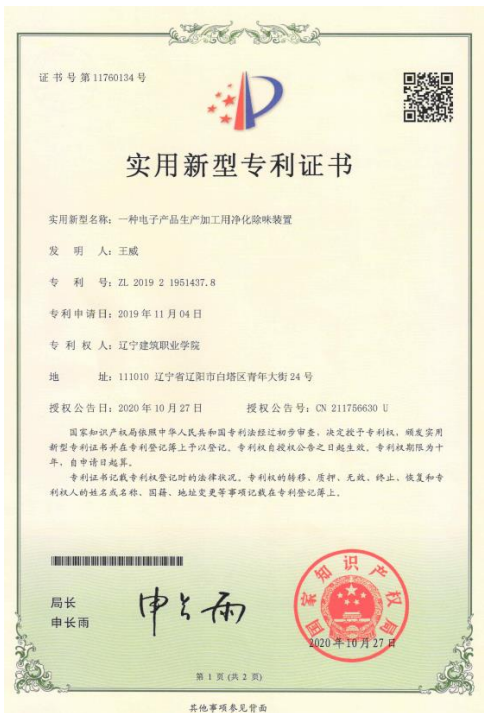 证书号第11760134号
实用新型专利证书
实用新型名称：一种电子产品生产加工用净化除味装置
发明人：王威
专利号：ZL 2019 2 1951437.8
专利申请日：2019年11月04日
专利权人：辽宁建筑职业学院
地址：111010 辽宁省辽阳市白塔区青年大街24号
授权公告日：2020年10月27日 授权公告号：CN 211756630 U
国家知识产权局依照中华人民共和国专利法经过初步审查，决定授予专利权，颁发实用
新型专利证书并在专利登记簿上予以登记。专利权自授权公告之日起生效。专利权期限为十
年，自申请日起算。
专利证书记载专利权登记时的法律状况。专利权的转移、质押、无效、终止、恢复和专
利权人的姓名或名称、国籍、地址变更等事项记载在专利登记簿上。
局长
申长雨
申长雨
国家知识产权局
2020年10月27日
第 1 页 (共 2 页)
其他事项参见背面